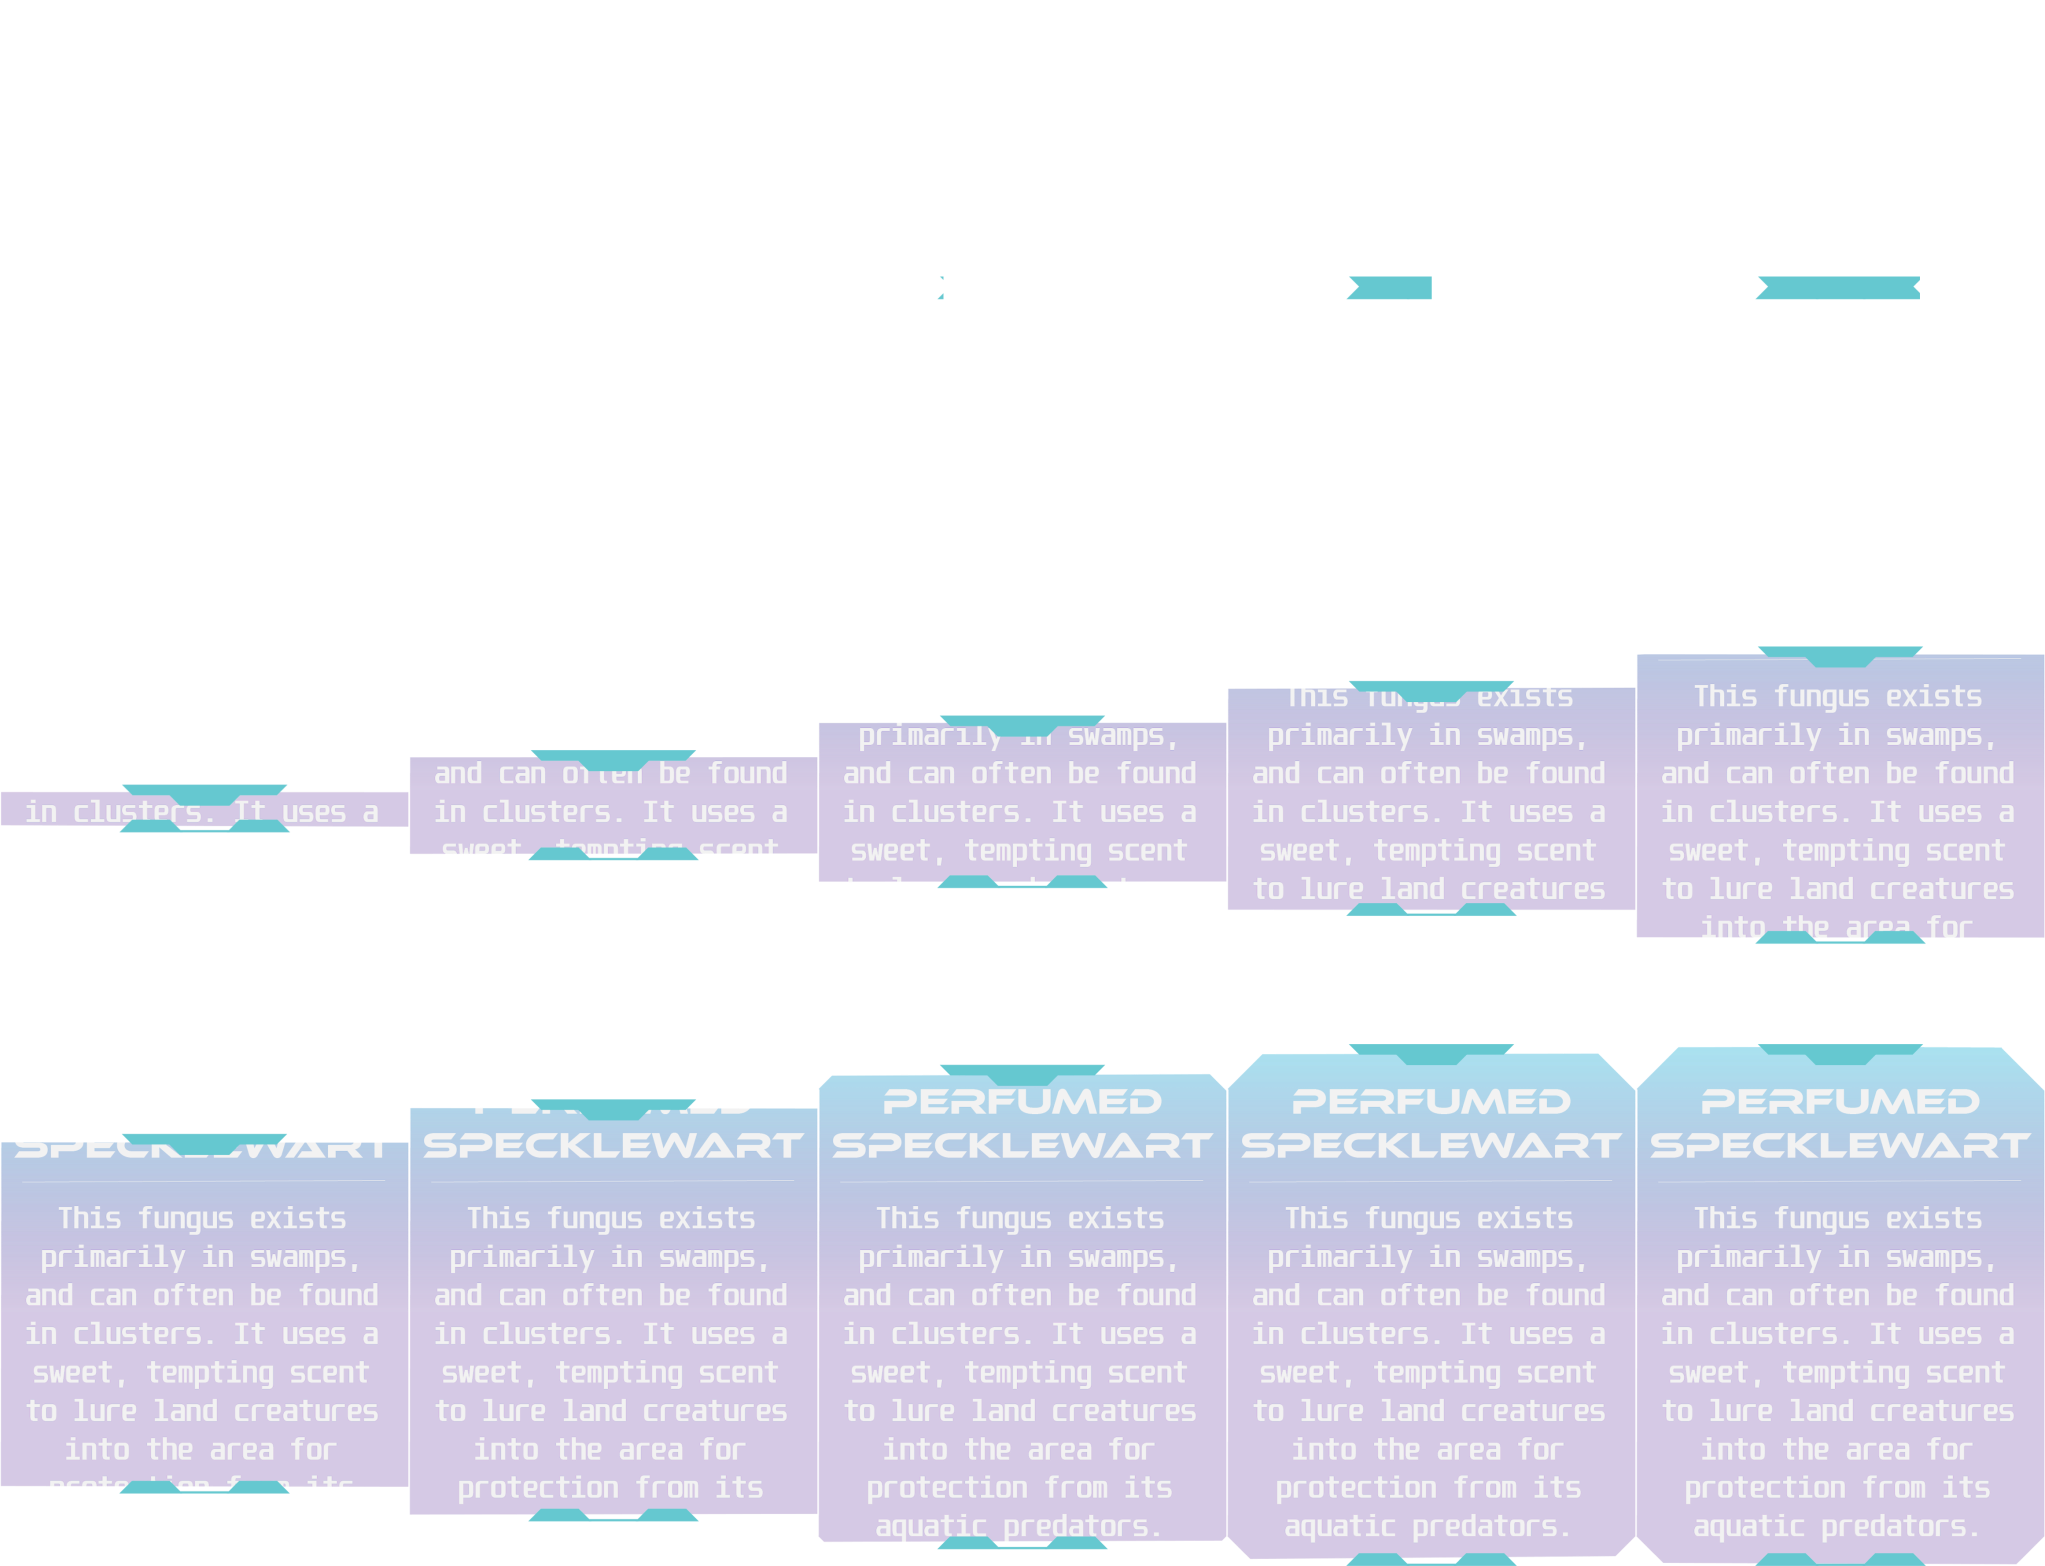 in clusters. It uses a
and can often be found
in clusters. It uses a
sweet, tempting scent
primarily in swamps,
and can often be found
in clusters. It uses a
sweet, tempting scent
This fungus exists
primarily in swamps,
and can often be found
in clusters. It uses a
sweet, tempting scent
to lure land creatures
This fungus exists
primarily in swamps,
and can often be found
in clusters. It uses a
sweet, tempting scent
to lure land creatures
into the area for
SPECKLEWART
This fungus exists
primarily in swamps,
and can often be found
in clusters. It uses a
sweet, tempting scent
to lure land creatures
into the area for
protection from its
SPECKLEWART
This fungus exists
primarily in swamps,
and can often be found
in clusters. It uses a
sweet, tempting scent
to lure land creatures
into the area for
protection from its
PERFUMED
SPECKLEWART
This fungus exists
primarily in swamps,
and can often be found
in clusters. It uses a
sweet, tempting scent
to lure land creatures
into the area for
protection from its
aquatic predators.
PERFUMED
SPECKLEWART
This fungus exists
primarily in swamps,
and can often be found
in clusters. It uses a
sweet, tempting scent
to lure land creatures
into the area for
protection from its
aquatic predators.
PERFUMED
SPECKLEWART
This fungus exists
primarily in swamps,
and can often be found
in clusters. It uses a
sweet, tempting scent
to lure land creatures
into the area for
protection from its
aquatic predators.